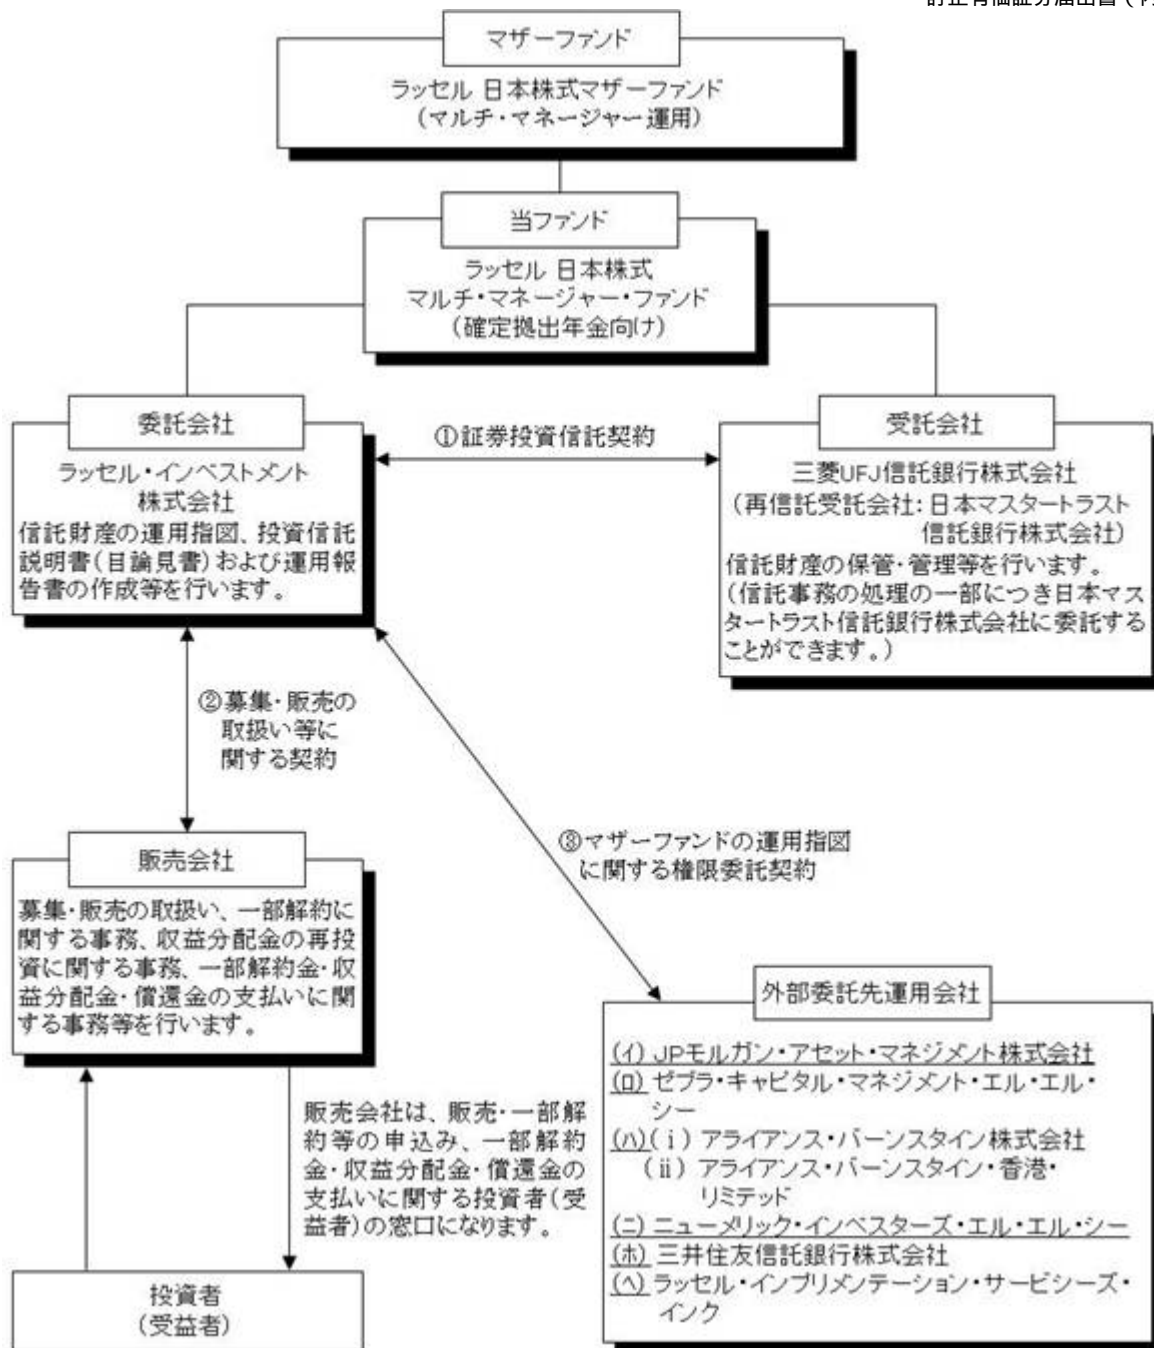 マザーファンド
ラッセル 日本株式マザーファンド
(マルチ・マネージャー運用)
当ファンド
ラッセル 日本株式
マルチ・マネージャー・ファンド
(確定拠出年金向け)
委託会社
ラッセル・インベストメント
株式会社
信託財産の運用指図、投資信託
説明書(目論見書)および運用報
告書の作成等を行います。
①証券投資信託契約
受託会社
三菱UFJ信託銀行株式会社
(再信託受託会社:日本マスタートラスト
信託銀行株式会社)
信託財産の保管・管理等を行います。
(信託事務の処理の一部につき日本マス
タートラスト信託銀行株式会社に委託する
ことができます。)
②募集・販売の
取扱い等に
関する契約
③マザーファンドの運用指図
に関する権限委託契約
販売会社
募集・販売の取扱い、一部解約に
関する事務、収益分配金の再投
資に関する事務、一部解約金・収
益分配金・償還金の支払いに関
する事務等を行います。
販売会社は、販売・一部解
約等の申込み、一部解約
金・収益分配金・償還金の
支払いに関する投資者(受
益者)の窓口になります。
投資者
(受益者)
外部委託先運用会社
(イ) JPモルガン・アセット・マネジメント株式会社
(ロ) ゼブラ・キャピタル・マネジメント・エル・エル・
シー
(ハ)(ⅰ) アライアンス・バーンスタイン株式会社
(ⅱ) アライアンス・バーンスタイン・香港・
リミテッド
(ニ) ニューメリック・インベスターズ・エル・エル・シー
(ホ) 三井住友信託銀行株式会社
(ヘ) ラッセル・インプリメンテーション・サービシーズ・
インク